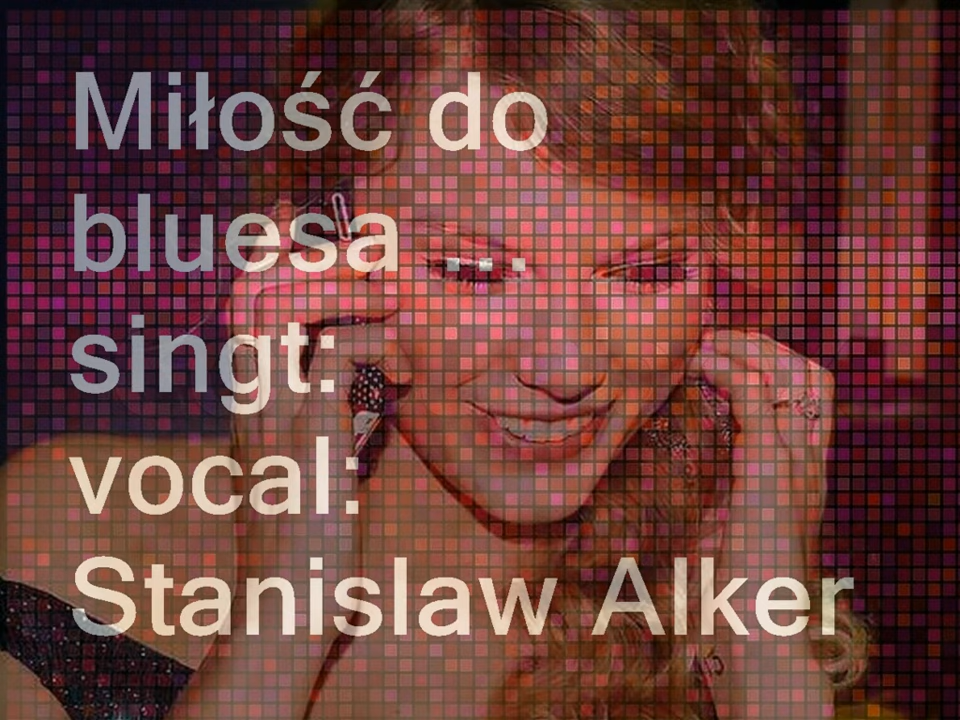 Miłość do
bluesa ...
singt:
vocal:
Stanislaw Alker